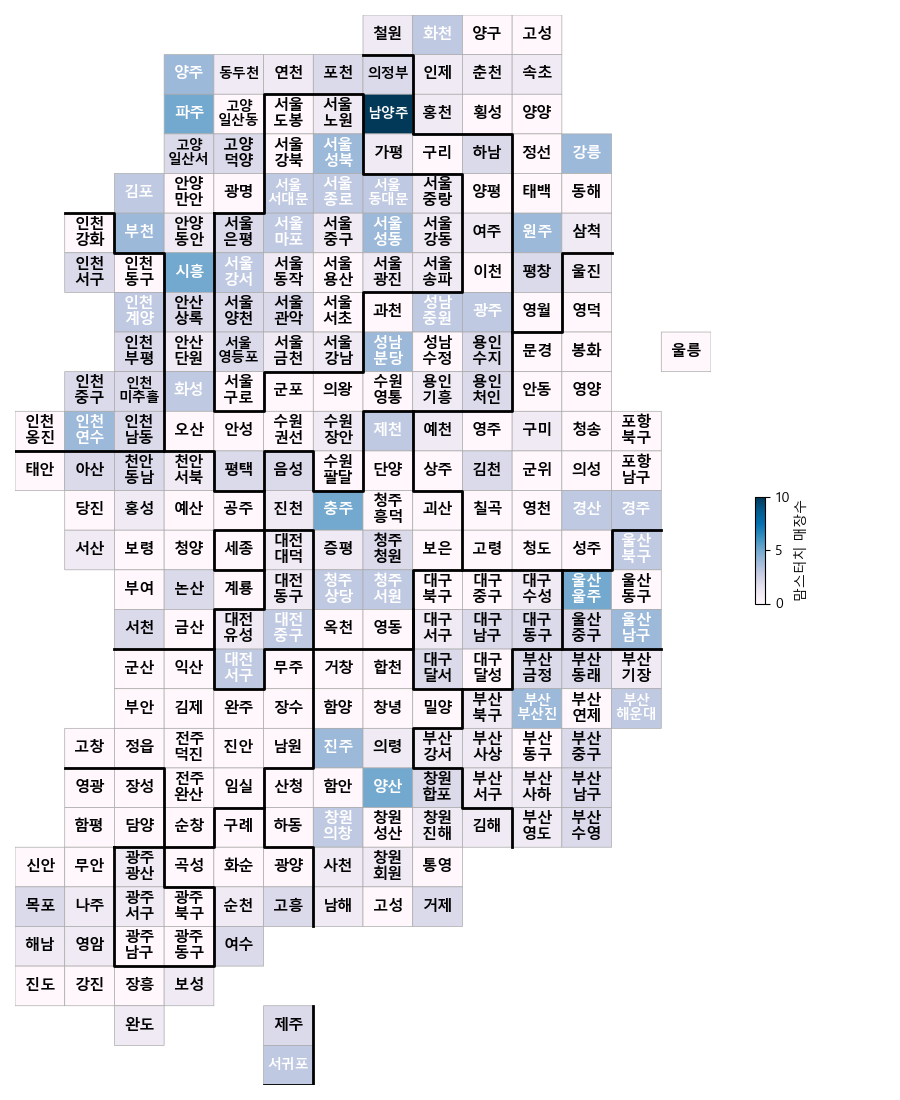 철원 화천 양구 고성
양주 동두천 연천 포천 의정부 인제 춘천 속초
파주 고양 일산동 서울 도봉 서울 노원 남양주 홍천 횡성 양양
고양 일산서 고양 덕양 서울 강북 서울 성북 가평 구리 하남 정선 강릉
김포 안양 만안 광명 서울 서대문 서울 종로 서울 동대문 서울 중랑 양평 태백 동해
인천 강화 부천 안양 동안 서울 은평 서울 마포 서울 중구 서울 성동 서울 강동 여주 원주 삼척
인천 서구 인천 동구 시흥 서울 강서 서울 동작 서울 용산 서울 광진 서울 송파 이천 평창 울진
인천 계양 안산 상록 서울 양천 서울 관악 서울 서초 과천 성남 중원 광주 영월 영덕
인천 부평 안산 단원 서울 영등포 서울 금천 서울 강남 성남 분당 성남 수정 용인 수지 문경 봉화 울릉
인천 중구 인천 미추홀 화성 서울 구로 군포 의왕 수원 영통 용인 기흥 용인 처인 안동 영양
인천 옹진 인천 연수 인천 남동 오산 안성 수원 권선 수원 장안 제천 예천 영주 구미 청송 포항 북구
태안 아산 천안 동남 천안 서북 평택 음성 수원 팔달 단양 상주 김천 군위 의성 포항 남구
당진 홍성 예산 공주 진천 충주 청주 흥덕 괴산 칠곡 영천 경산 경주
서산 보령 청양 세종 대전 대덕 증평 청주 청원 보은 고령 청도 성주 울산 북구
부여 논산 계룡 대전 동구 청주 상당 청주 서원 대구 북구 대구 중구 대구 수성 울산 울주 울산 동구
서천 금산 대전 유성 대전 중구 옥천 영동 대구 서구 대구 남구 대구 동구 울산 중구 울산 남구
군산 익산 대전 서구 무주 거창 합천 대구 달서 대구 달성 부산 금정 부산 동래 부산 기장
부안 김제 완주 장수 함양 창녕 밀양 부산 북구 부산 부산진 부산 연제 부산 해운대
고창 정읍 전주 덕진 진안 남원 진주 의령 부산 강서 부산 사상 부산 동구 부산 중구
영광 장성 전주 완산 임실 산청 함안 양산 창원 합포 부산 서구 부산 사하 부산 남구
함평 담양 순창 구례 하동 창원 의창 창원 성산 창원 진해 김해 부산 영도 부산 수영
신안 무안 광주 광산 곡성 화순 광양 사천 창원 회원 통영
목포 나주 광주 서구 광주 북구 순천 고흥 남해 고성 거제
해남 영암 광주 남구 광주 동구 여수
진도 강진 장흥 보성
완도 제주
서귀포
10
5
0
맘스터치 매장수